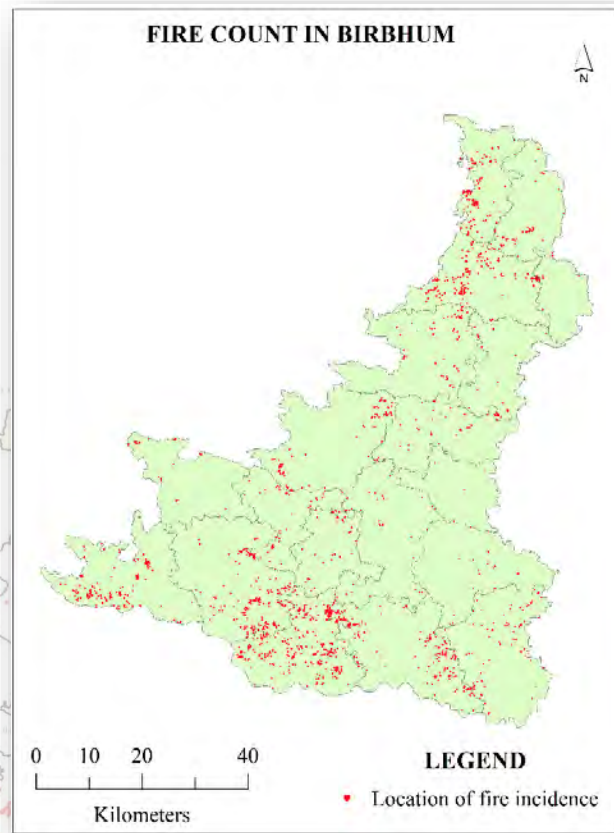 FIRE COUNT IN BIRBHUM
N
0 10 20 40
Kilometers
LEGEND
Location of fire incidence